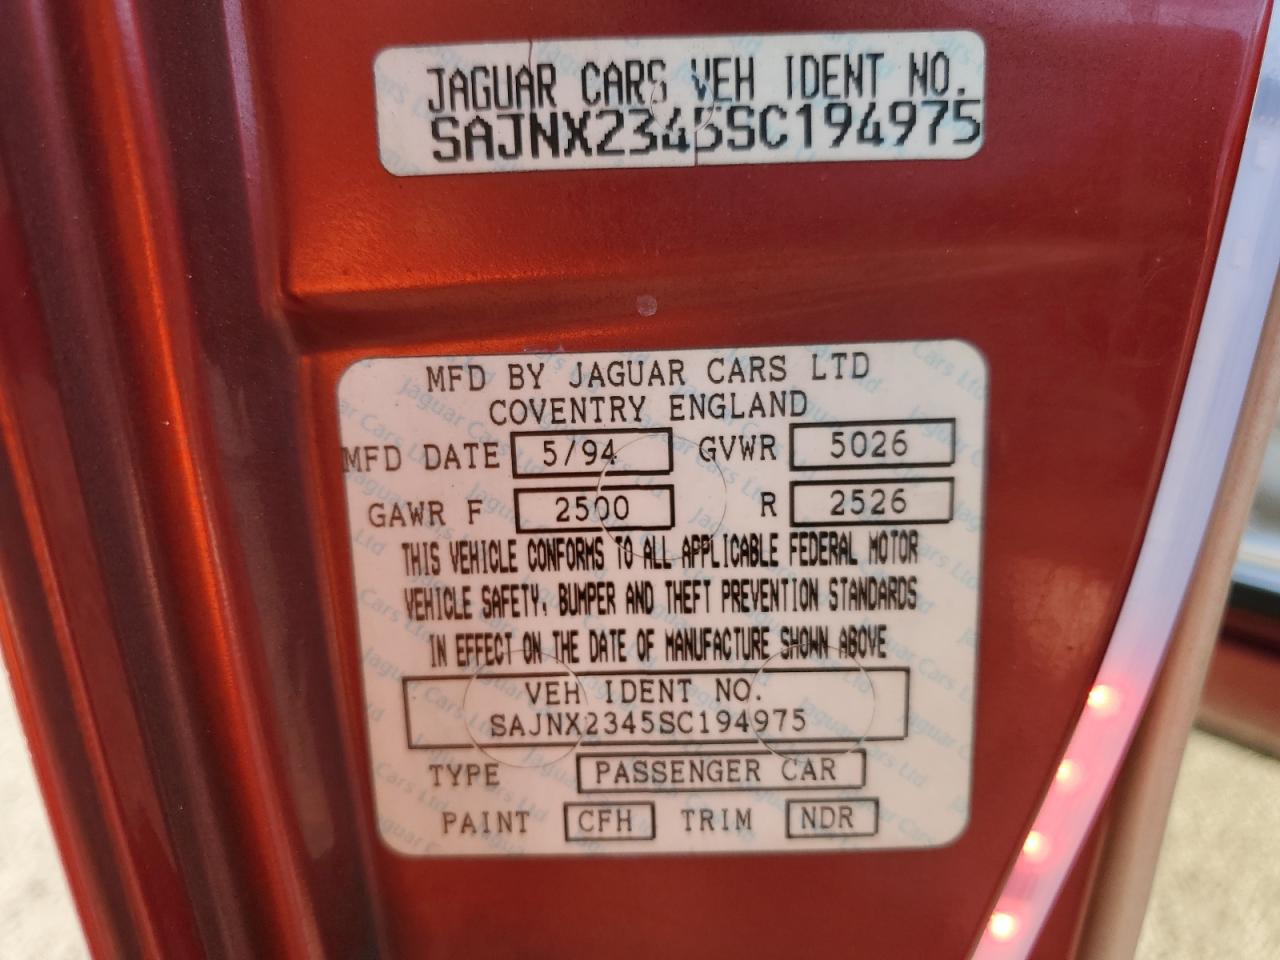 JAGUAR CARS VEH IDENT NO.
SAJNX2345SC194975
MFD BY JAGUAR CARS LTD
COVENTRY ENGLAND
MFD DATE 5/94 GVWR 5026
GAWR F 2500 R 2526
THIS VEHICLE CONFORMS TO ALL APPLICABLE FEDERAL MOTOR
VEHICLE SAFETY, BUMPER AND THEFT PREVENTION STANDARDS
IN EFFECT ON THE DATE OF MANUFACTURE SHOWN ABOVE
VEH IDENT NO.
SAJNX2345SC194975
TYPE PASSENGER CAR
PAINT CFH TRIM NDR